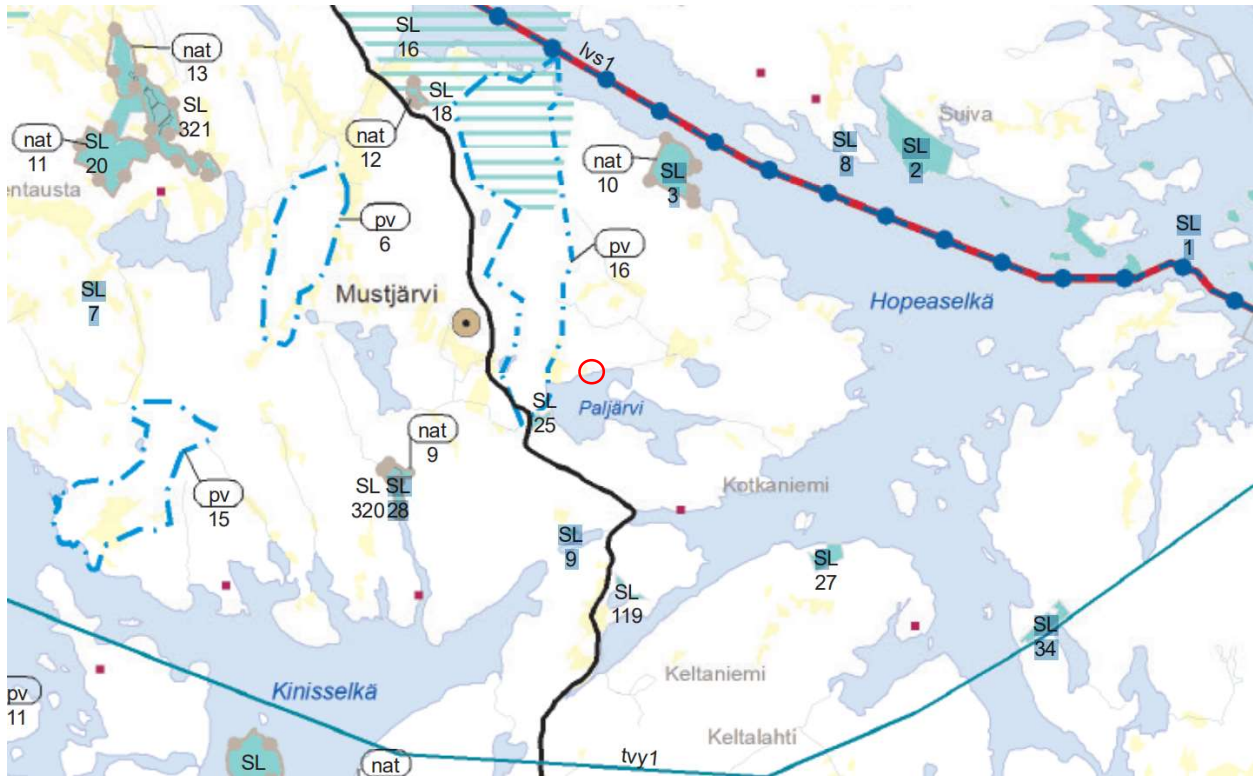 SL
16
lvs1
nat
13
SL
321
nat
11
SL
20
entausta
SL
18
nat
12
nat
10
SL
3
SL
8
Suiva
SL
2
SL
1
pv
6
pv
16
SL
7
Mustjärvi
Hopeaselkä
Paljärvi
SL
25
nat
9
SL
320
SL
28
pv
15
Kotkaniemi
SL
9
SL
27
SL
119
SL
34
Keltaniemi
Kinisselkä
pv
11
Keltalahti
tvy1
SL
nat